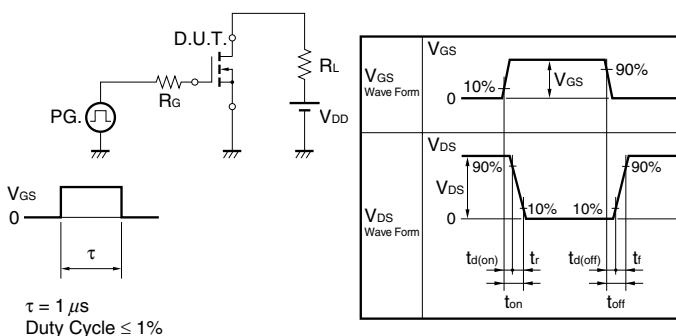 D.U.T.
RL
RG
PG.
VDD
VGS
0
τ
τ = 1 μs
Duty Cycle ≤ 1%
VGS
Wave Form
VGS
10%
VGS
90%
0
VDS
Wave Form
VDS
90%
VDS
90%
10%
10%
0
td(on)
tr
td(off)
tf
ton
toff